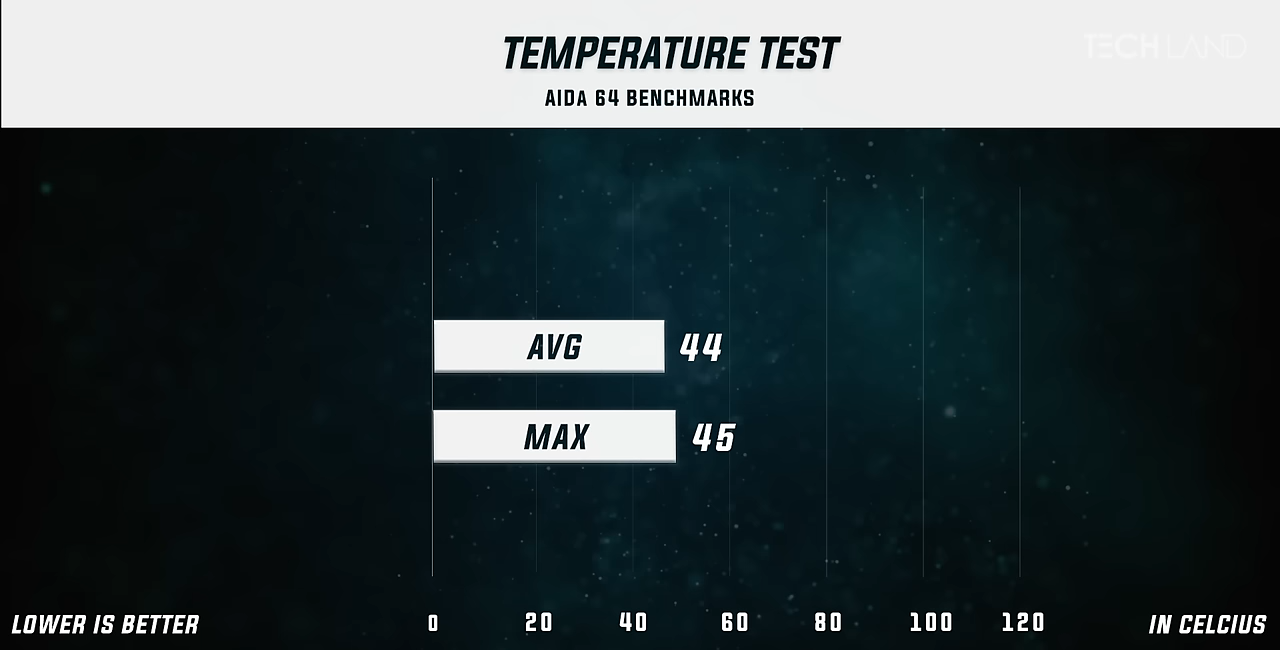 TEMPERATURE TEST
TECHLAND
AIDA 64 BENCHMARKS
AVG 44
MAX 45
LOWER IS BETTER 0 20 40 60 80 100 120 IN CELCIUS